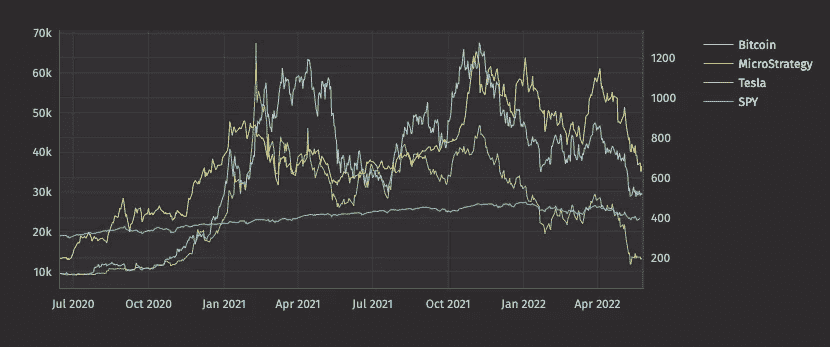 70k
60k
50k
40k
30k
20k
10k
1200
1000
800
600
400
200
Jul 2020
Oct 2020
Jan 2021
Apr 2021
Jul 2021
Oct 2021
Jan 2022
Apr 2022
Bitcoin
MicroStrategy
Tesla
SPY